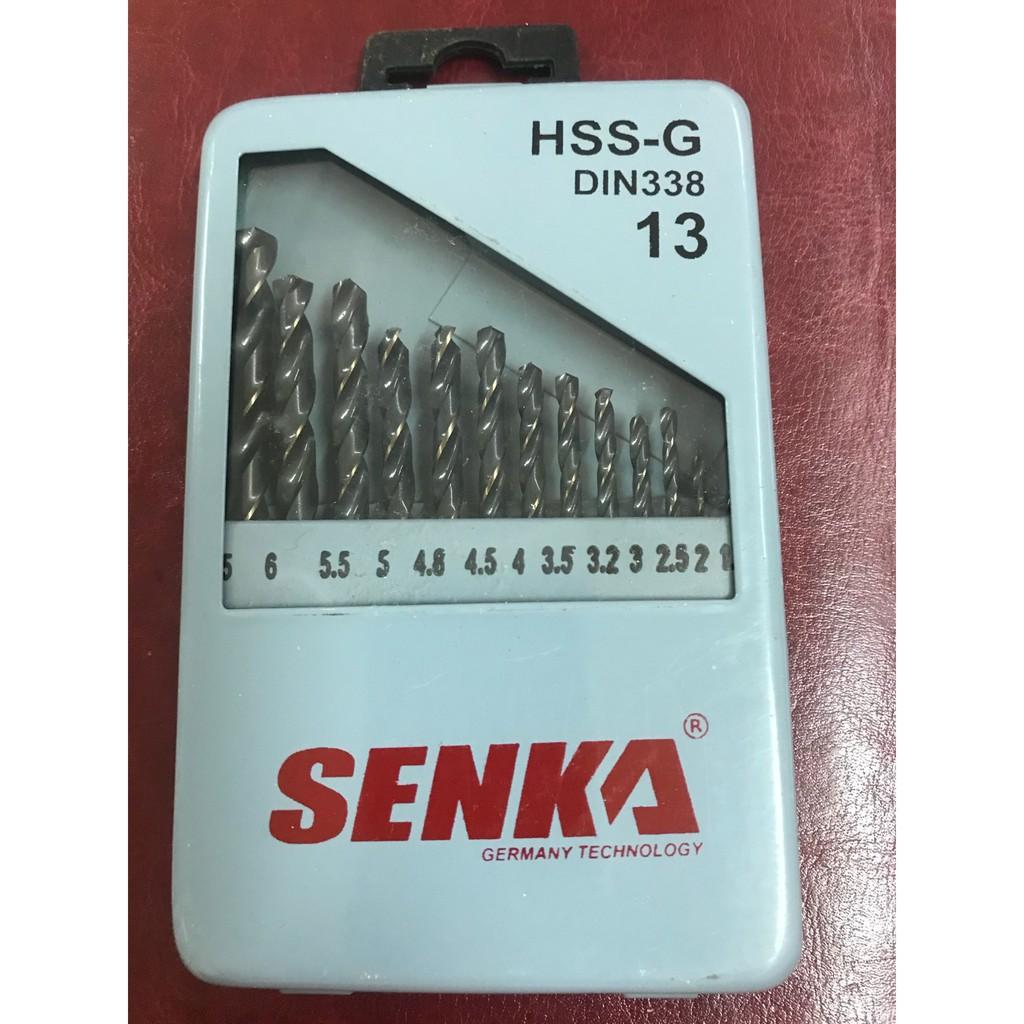 HSS-G
DIN338
13
5 6 5.5 5 4.8 4.5 4 3.5 3.2 3 2.5 2
SENKA®
GERMANY TECHNOLOGY